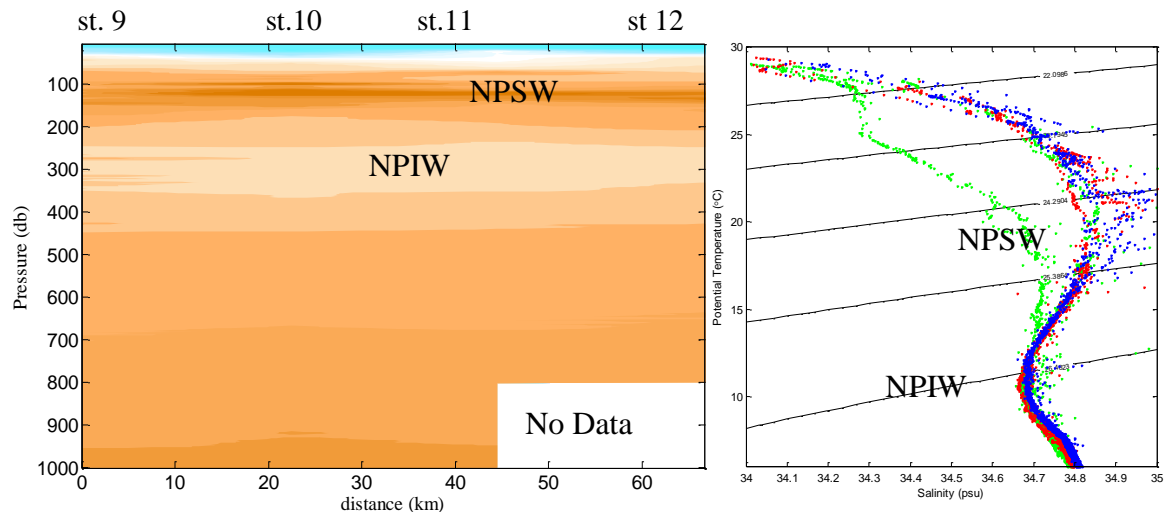 st. 9 st.10 st.11 st 12
NPSW
NPIW
No Data
100
200
300
400
500
600
700
800
900
1000
Pressure (db)
0 10 20 30 40 50 60
distance (km)
30
25
20
15
10
Potential Temperature (°C)
22.0986
24.2904
NPSW
NPIW
34 34.1 34.2 34.3 34.4 34.5 34.6 34.7 34.8 34.9 35
Salinity (psu)